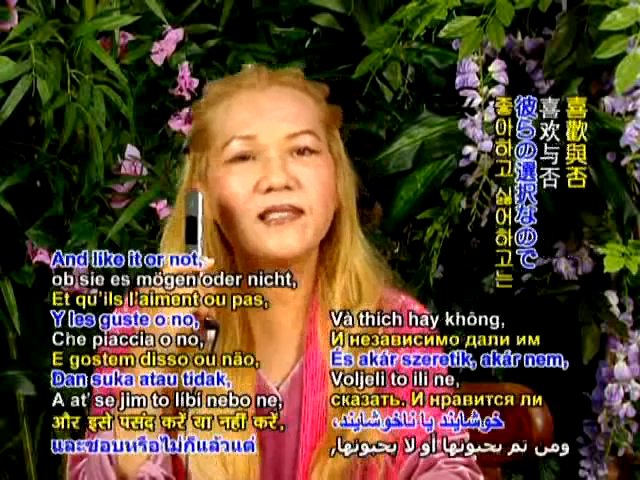 喜歡與否
喜欢与否
彼らの選択なので
좋아하고 싫어하고는
And like it or not,
ob sie es mögen oder nicht,
Et qu'ils l'aiment ou pas,
Y les guste o no,
Che piaccia o no,
E gostem disso ou não,
Dan suka atau tidak,
A ať se jim to líbí nebo ne,
और इसे पसंद करें या नहीं करें,
และชอบหรือไม่ก็แล้วแต่
Và thích hay không,
И независимо дали им
És akár szeretik, akár nem,
Voljeli to ili ne,
сказать. И нравится ли
خوشایند یا ناخوشایند،
ومن ثم يحبونها أو لا يحبونها,